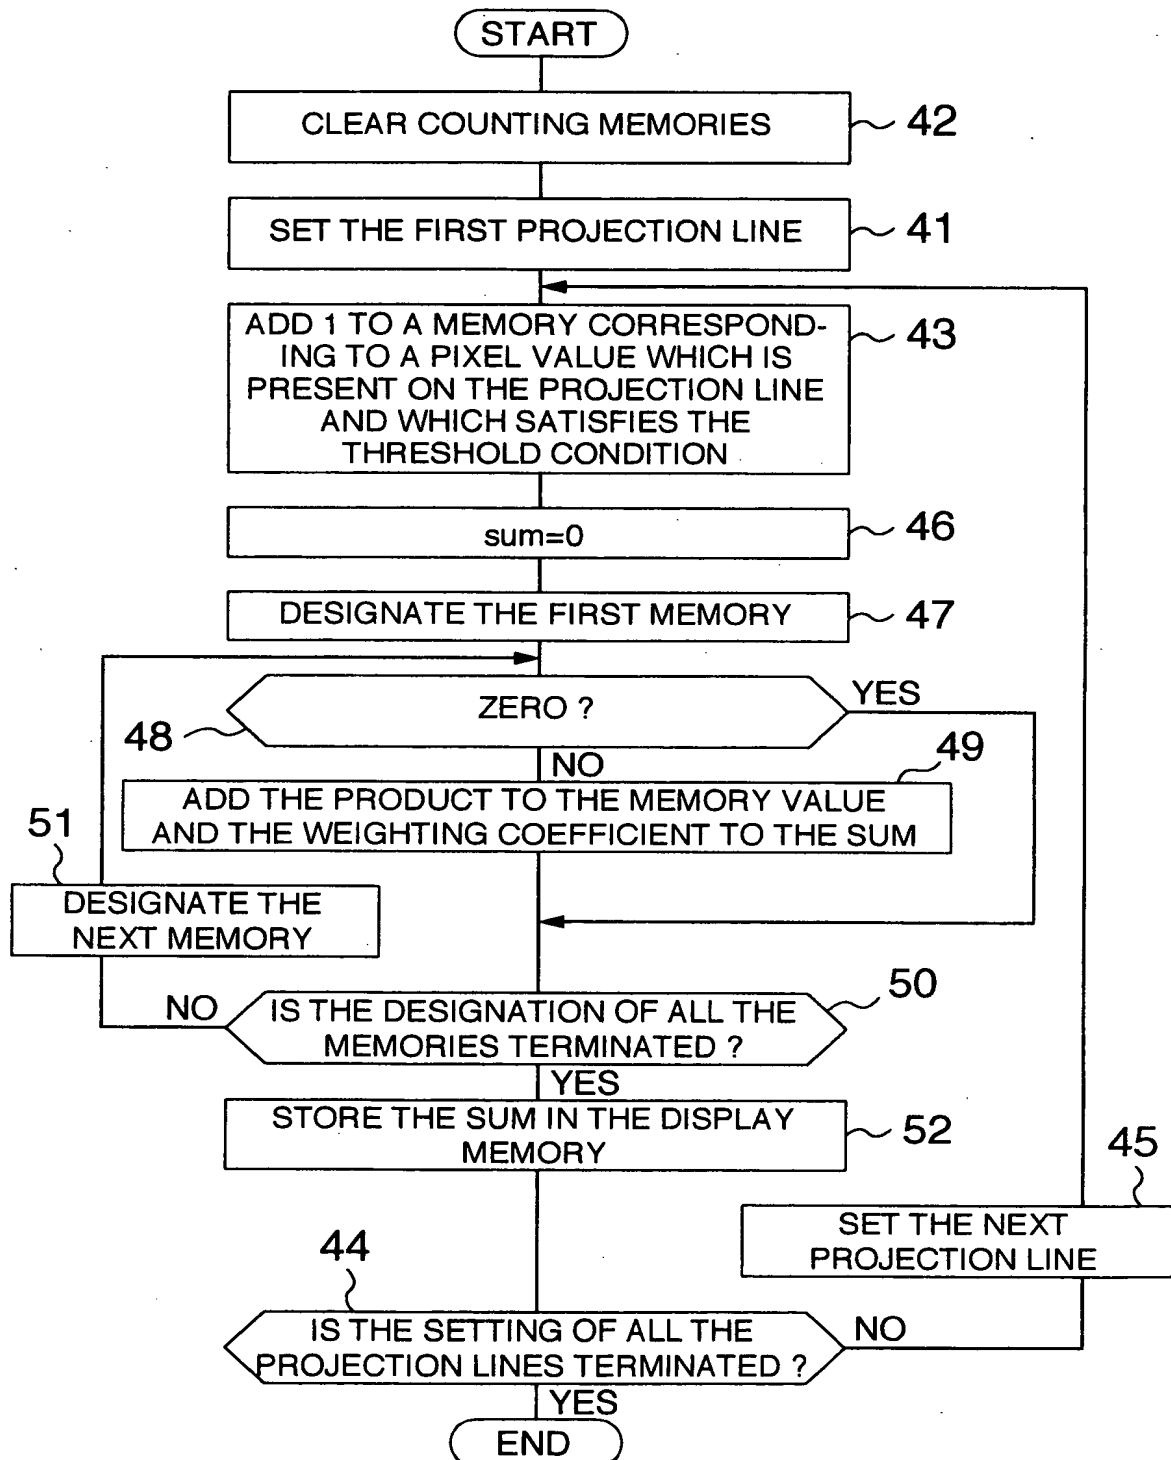 START
CLEAR COUNTING MEMORIES
42
SET THE FIRST PROJECTION LINE
41
ADD 1 TO A MEMORY CORRESPOND-
ING TO A PIXEL VALUE WHICH IS
PRESENT ON THE PROJECTION LINE
AND WHICH SATISFIES THE
THRESHOLD CONDITION
43
sum=0
46
DESIGNATE THE FIRST MEMORY
47
ZERO ?
YES
48
NO
49
ADD THE PRODUCT TO THE MEMORY VALUE
AND THE WEIGHTING COEFFICIENT TO THE SUM
51
DESIGNATE THE
NEXT MEMORY
NO
IS THE DESIGNATION OF ALL THE
MEMORIES TERMINATED ?
50
YES
STORE THE SUM IN THE DISPLAY
MEMORY
52
45
SET THE NEXT
PROJECTION LINE
44
IS THE SETTING OF ALL THE
PROJECTION LINES TERMINATED ?
NO
YES
END